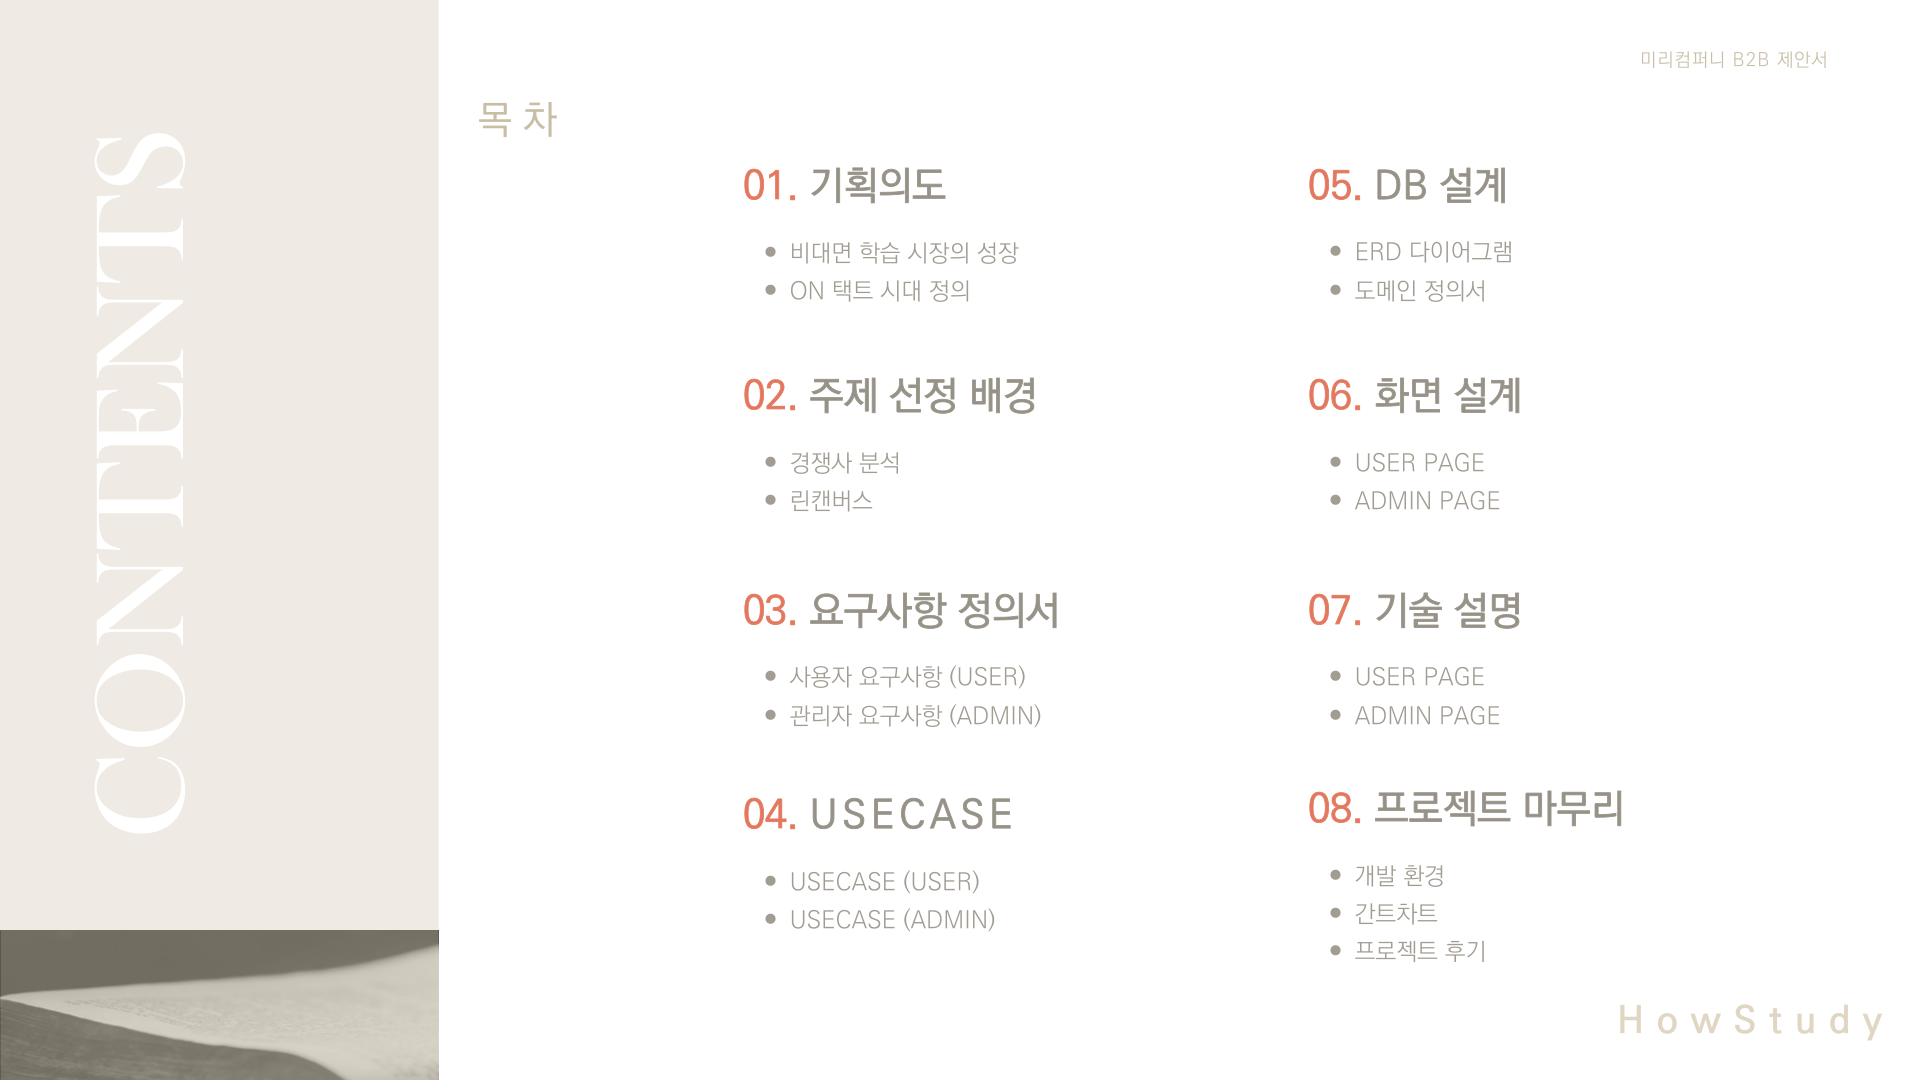 CONTENTS
미리컴퍼니 B2B 제안서
목 차
01. 기획의도
• 비대면 학습 시장의 성장
• ON 택트 시대 정의
02. 주제 선정 배경
• 경쟁사 분석
• 린캔버스
03. 요구사항 정의서
• 사용자 요구사항 (USER)
• 관리자 요구사항 (ADMIN)
04. USECASE
• USECASE (USER)
• USECASE (ADMIN)
05. DB 설계
• ERD 다이어그램
• 도메인 정의서
06. 화면 설계
• USER PAGE
• ADMIN PAGE
07. 기술 설명
• USER PAGE
• ADMIN PAGE
08. 프로젝트 마무리
• 개발 환경
• 간트차트
• 프로젝트 후기
HowStudy